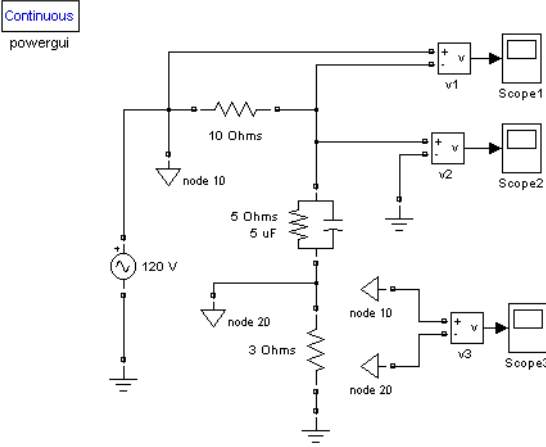 Continuous
powergui
+
-
v
v1
Scope1
10 Ohms
node 10
+
-
v
v2
Scope2
5 Ohms
5 uF
+
120 V
node 20
node 10
3 Ohms
+
-
v
v3
Scope3
node 20